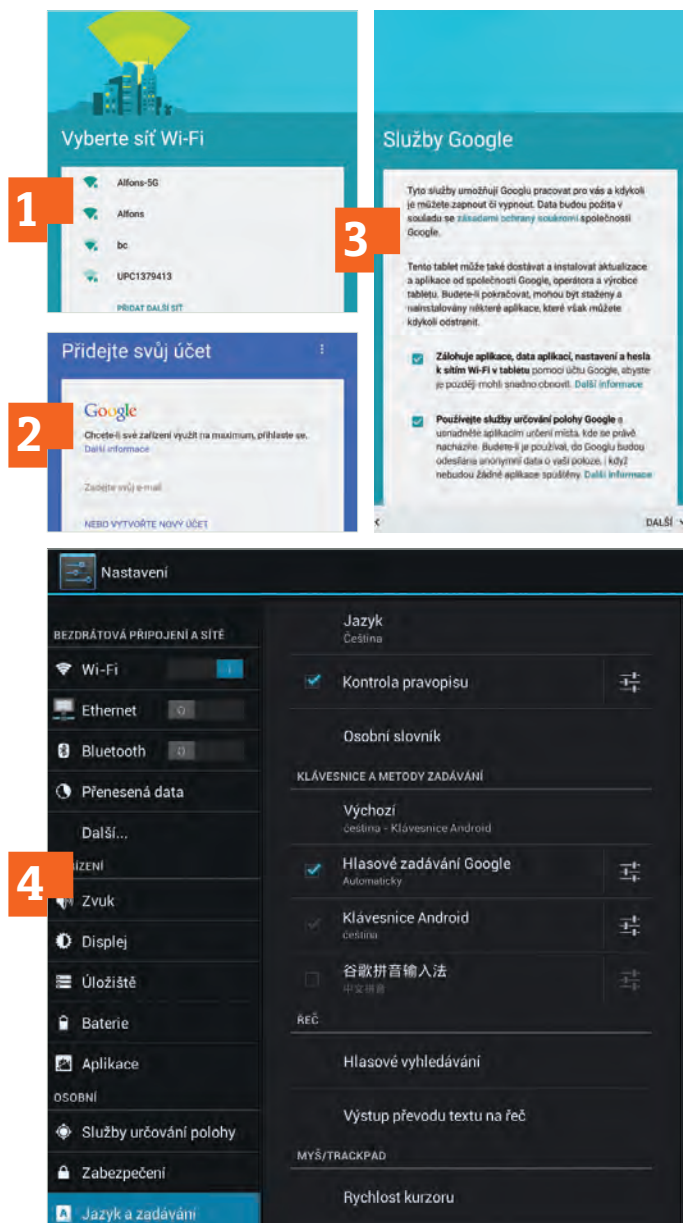 1
Vyberte síť Wi-Fi
Alfons-5G
Alfons
bc
UPC1379413
PŘIDAT DALŠÍ SÍŤ
2
Přidejte svůj účet
Google
Chcete-li své zařízení využít na maximum, přihlaste se.
Další informace
Zadejte svůj e-mail
NEBO VYTVOŘTE NOVÝ ÚČET
3
Služby Google
Tyto služby umožňují Googlu pracovat pro vás a kdykoli
je můžete zapnout či vypnout. Data budou požita v
souladu se zásadami ochrany soukromí společnosti
Google.
Tento tablet může také dostávat a instalovat aktualizace
a aplikace od společnosti Google, operátora a výrobce
tabletu. Budete-li pokračovat, mohou být staženy a
nainstalovány některé aplikace, které však můžete
kdykoli odstranit.
Zálohuje aplikace, data aplikací, nastavení a hesla
k sítím Wi-Fi v tabletu pomocí účtu Google, abyste
je později mohli snadno obnovit. Další informace
Používejte služby určování polohy Google a
usnadněte aplikacím určení místa, kde se právě
nacházíte. Budete-li je používat, do Googlu budou
odesílána anonymní data o vaší poloze, i když
nebudou žádné aplikace spuštěny. Další informace
DALŠÍ
4
Nastavení
BEZDRÁTOVÁ PŘIPOJENÍ A SÍTĚ
Wi-Fi
Ethernet
Bluetooth
Přenesená data
Další...
ÍZENÍ
Zvuk
Displej
Úložiště
Baterie
Aplikace
OSOBNÍ
Služby určování polohy
Zabezpečení
Jazyk a zadávání
Jazyk
Čeština
Kontrola pravopisu
Osobní slovník
KLÁVESNICE A METODY ZADÁVÁNÍ
Výchozí
čeština - Klávesnice Android
Hlasové zadávání Google
Automaticky
Klávesnice Android
čeština
谷歌拼音输入法
中文拼音
ŘEČ
Hlasové vyhledávání
Výstup převodu textu na řeč
MYŠ/TRACKPAD
Rychlost kurzoru